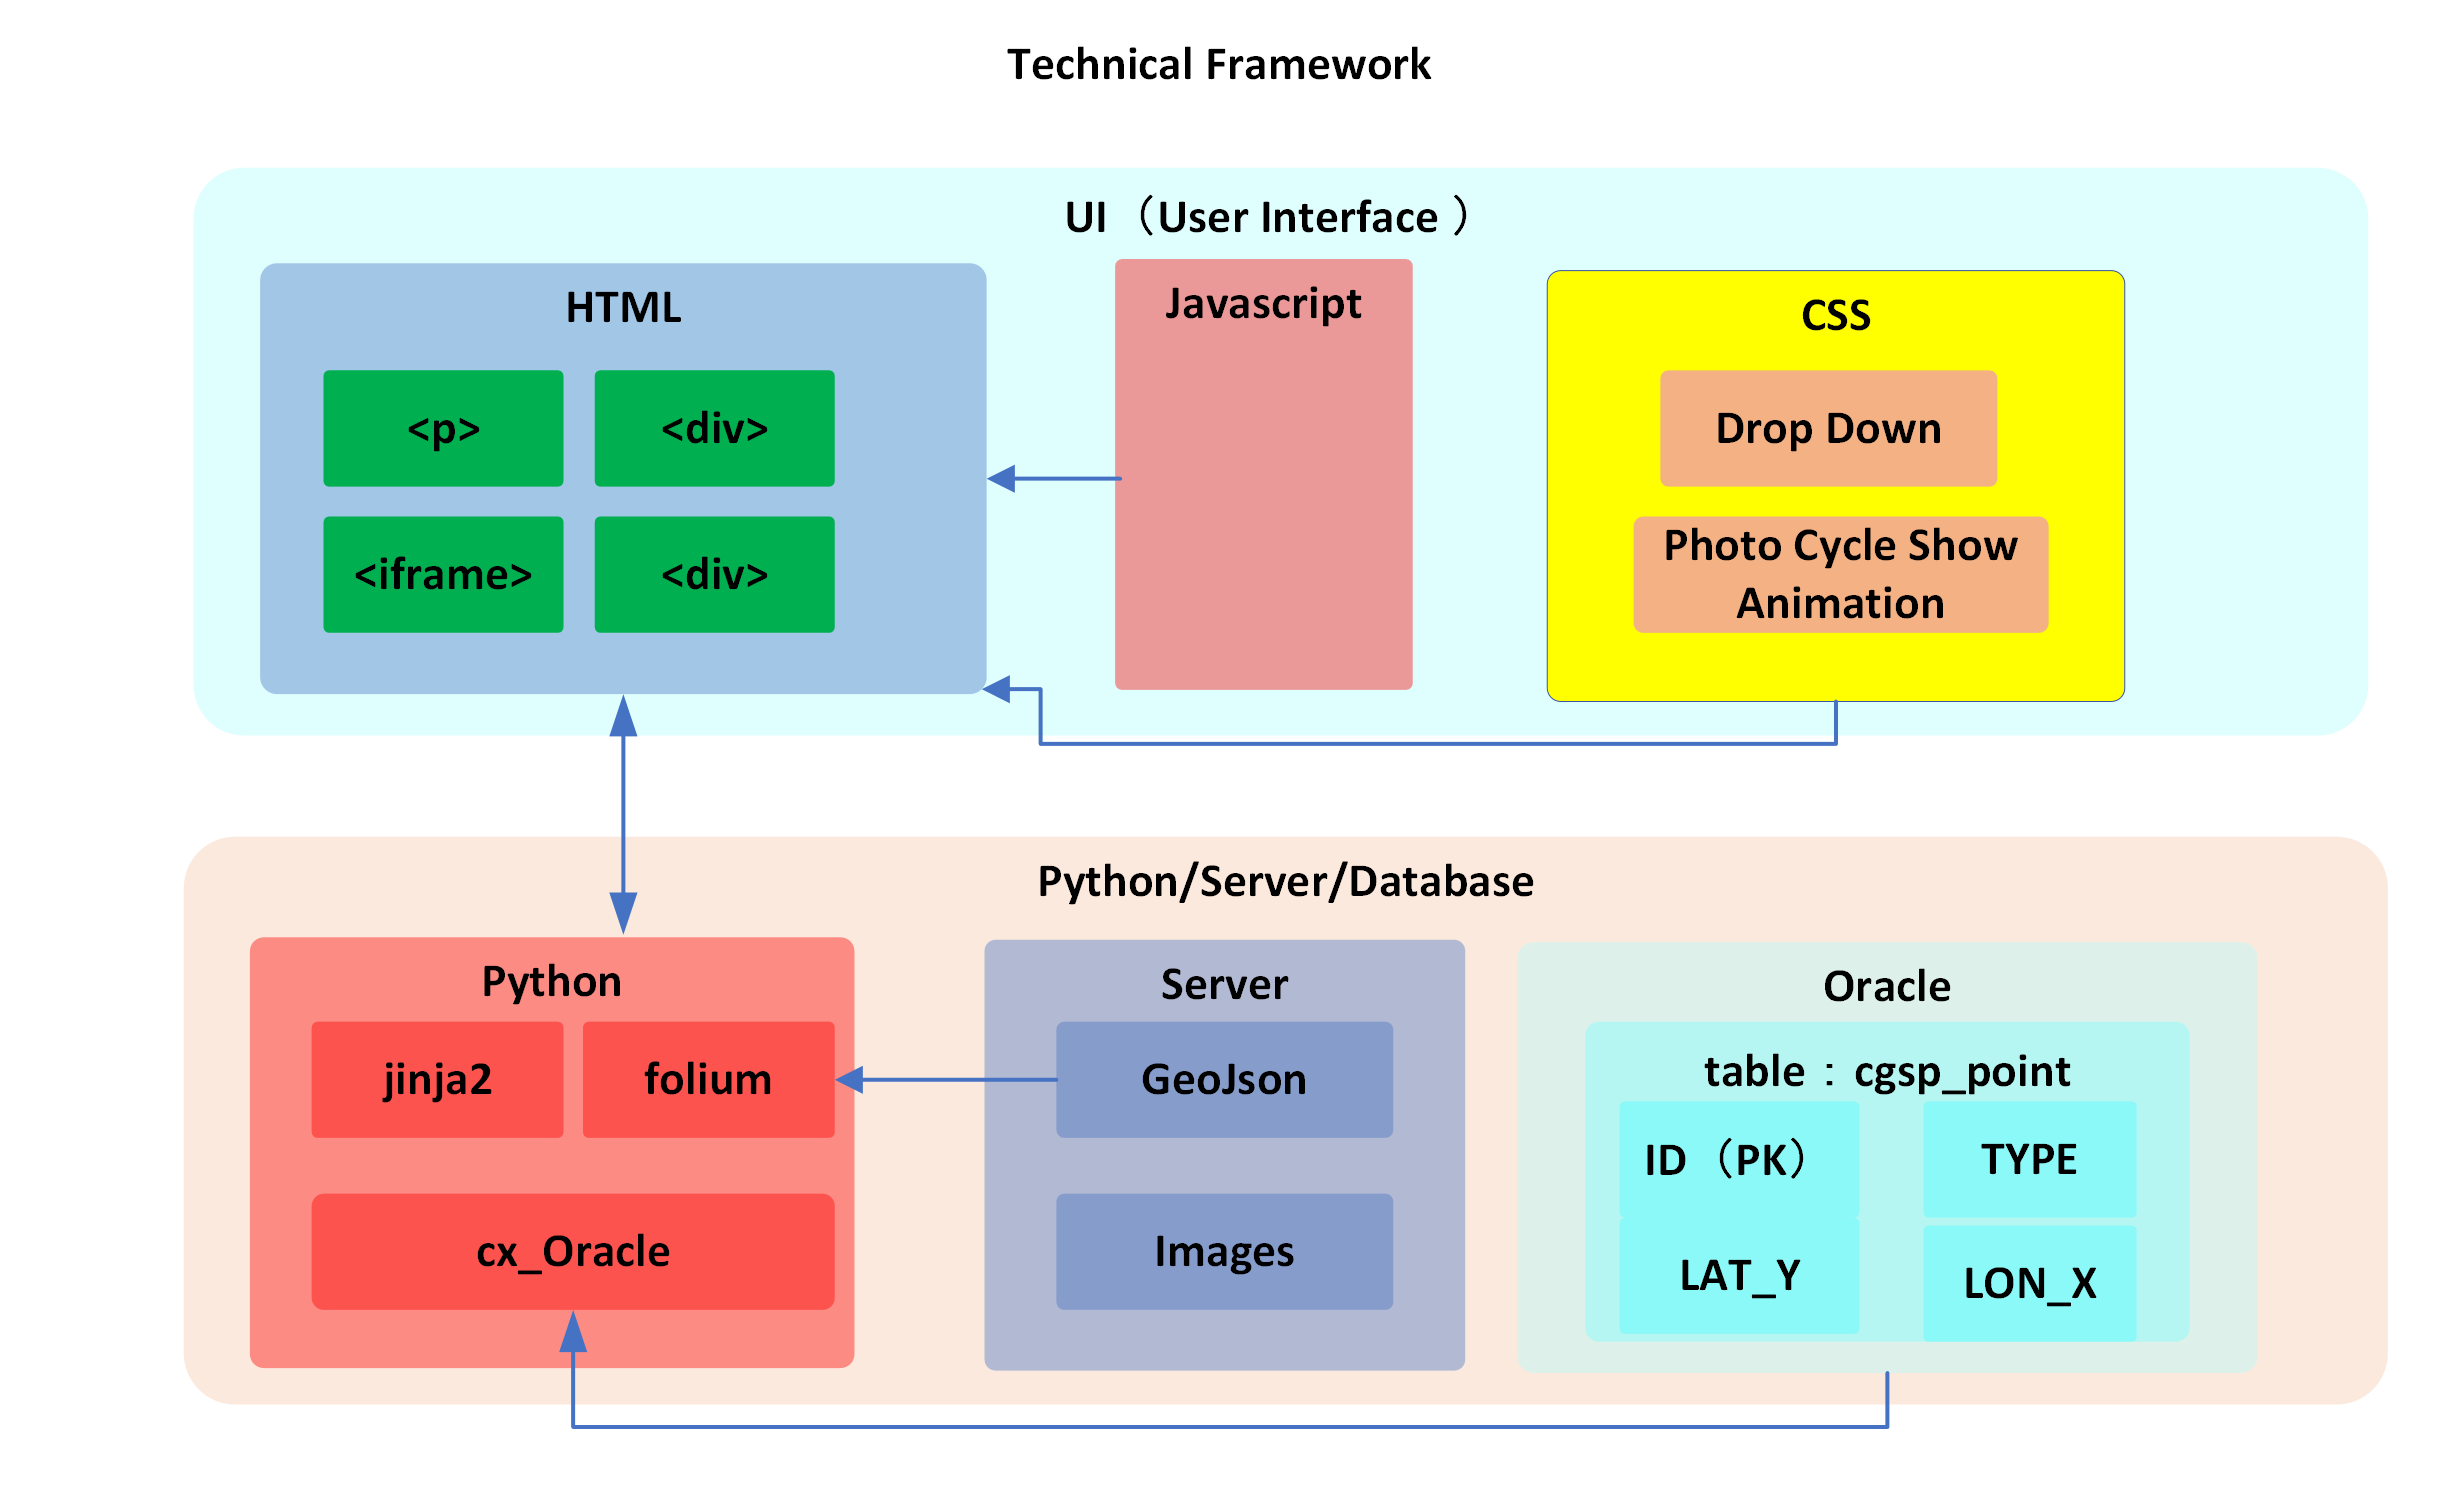 Technical Framework
UI（User Interface ）
HTML
<p>
<div>
<iframe>
<div>
Javascript
CSS
Drop Down
Photo Cycle Show
Animation
Python/Server/Database
Python
jinja2
folium
cx_Oracle
Server
GeoJson
Images
Oracle
table：cgsp_point
ID（PK）
TYPE
LAT_Y
LON_X